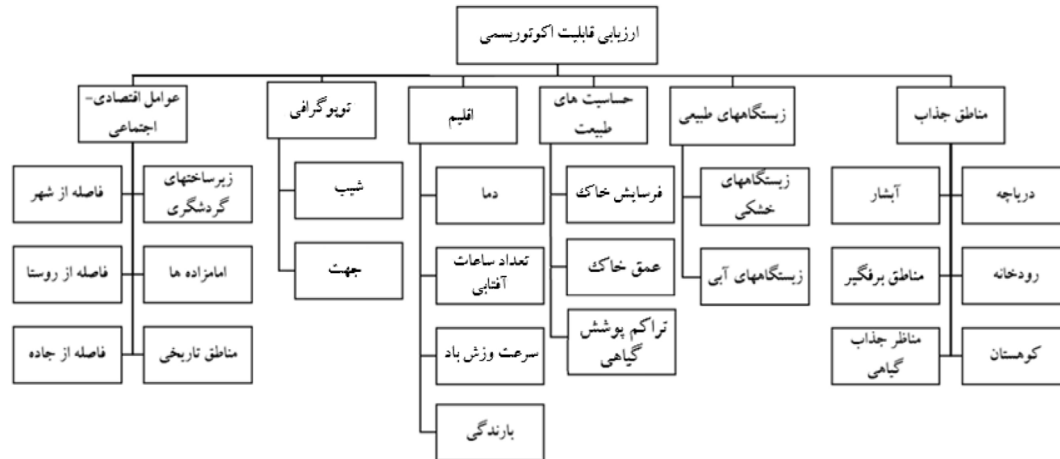 ارزیابی قابلیت اکوتوریسمی
مناطق جذاب
زیستگاههای طبیعی
حساسیت های
طبیعت
اقلیم
توپوگرافی
عوامل اقتصادی-
اجتماعی
دریاچه
رودخانه
کوهستان
آبشار
مناطق برفگیر
مناظر جذاب
گیاهی
زیستگاههای
خشکی
زیستگاههای آبی
فرسایش خاک
عمق خاک
تراکم پوشش
گیاهی
دما
تعداد ساعات
آفتابی
سرعت وزش باد
بارندگی
شیب
جهت
زیرساختهای
گردشگری
امامزاده ها
مناطق تاریخی
فاصله از شهر
فاصله از روستا
فاصله از جاده